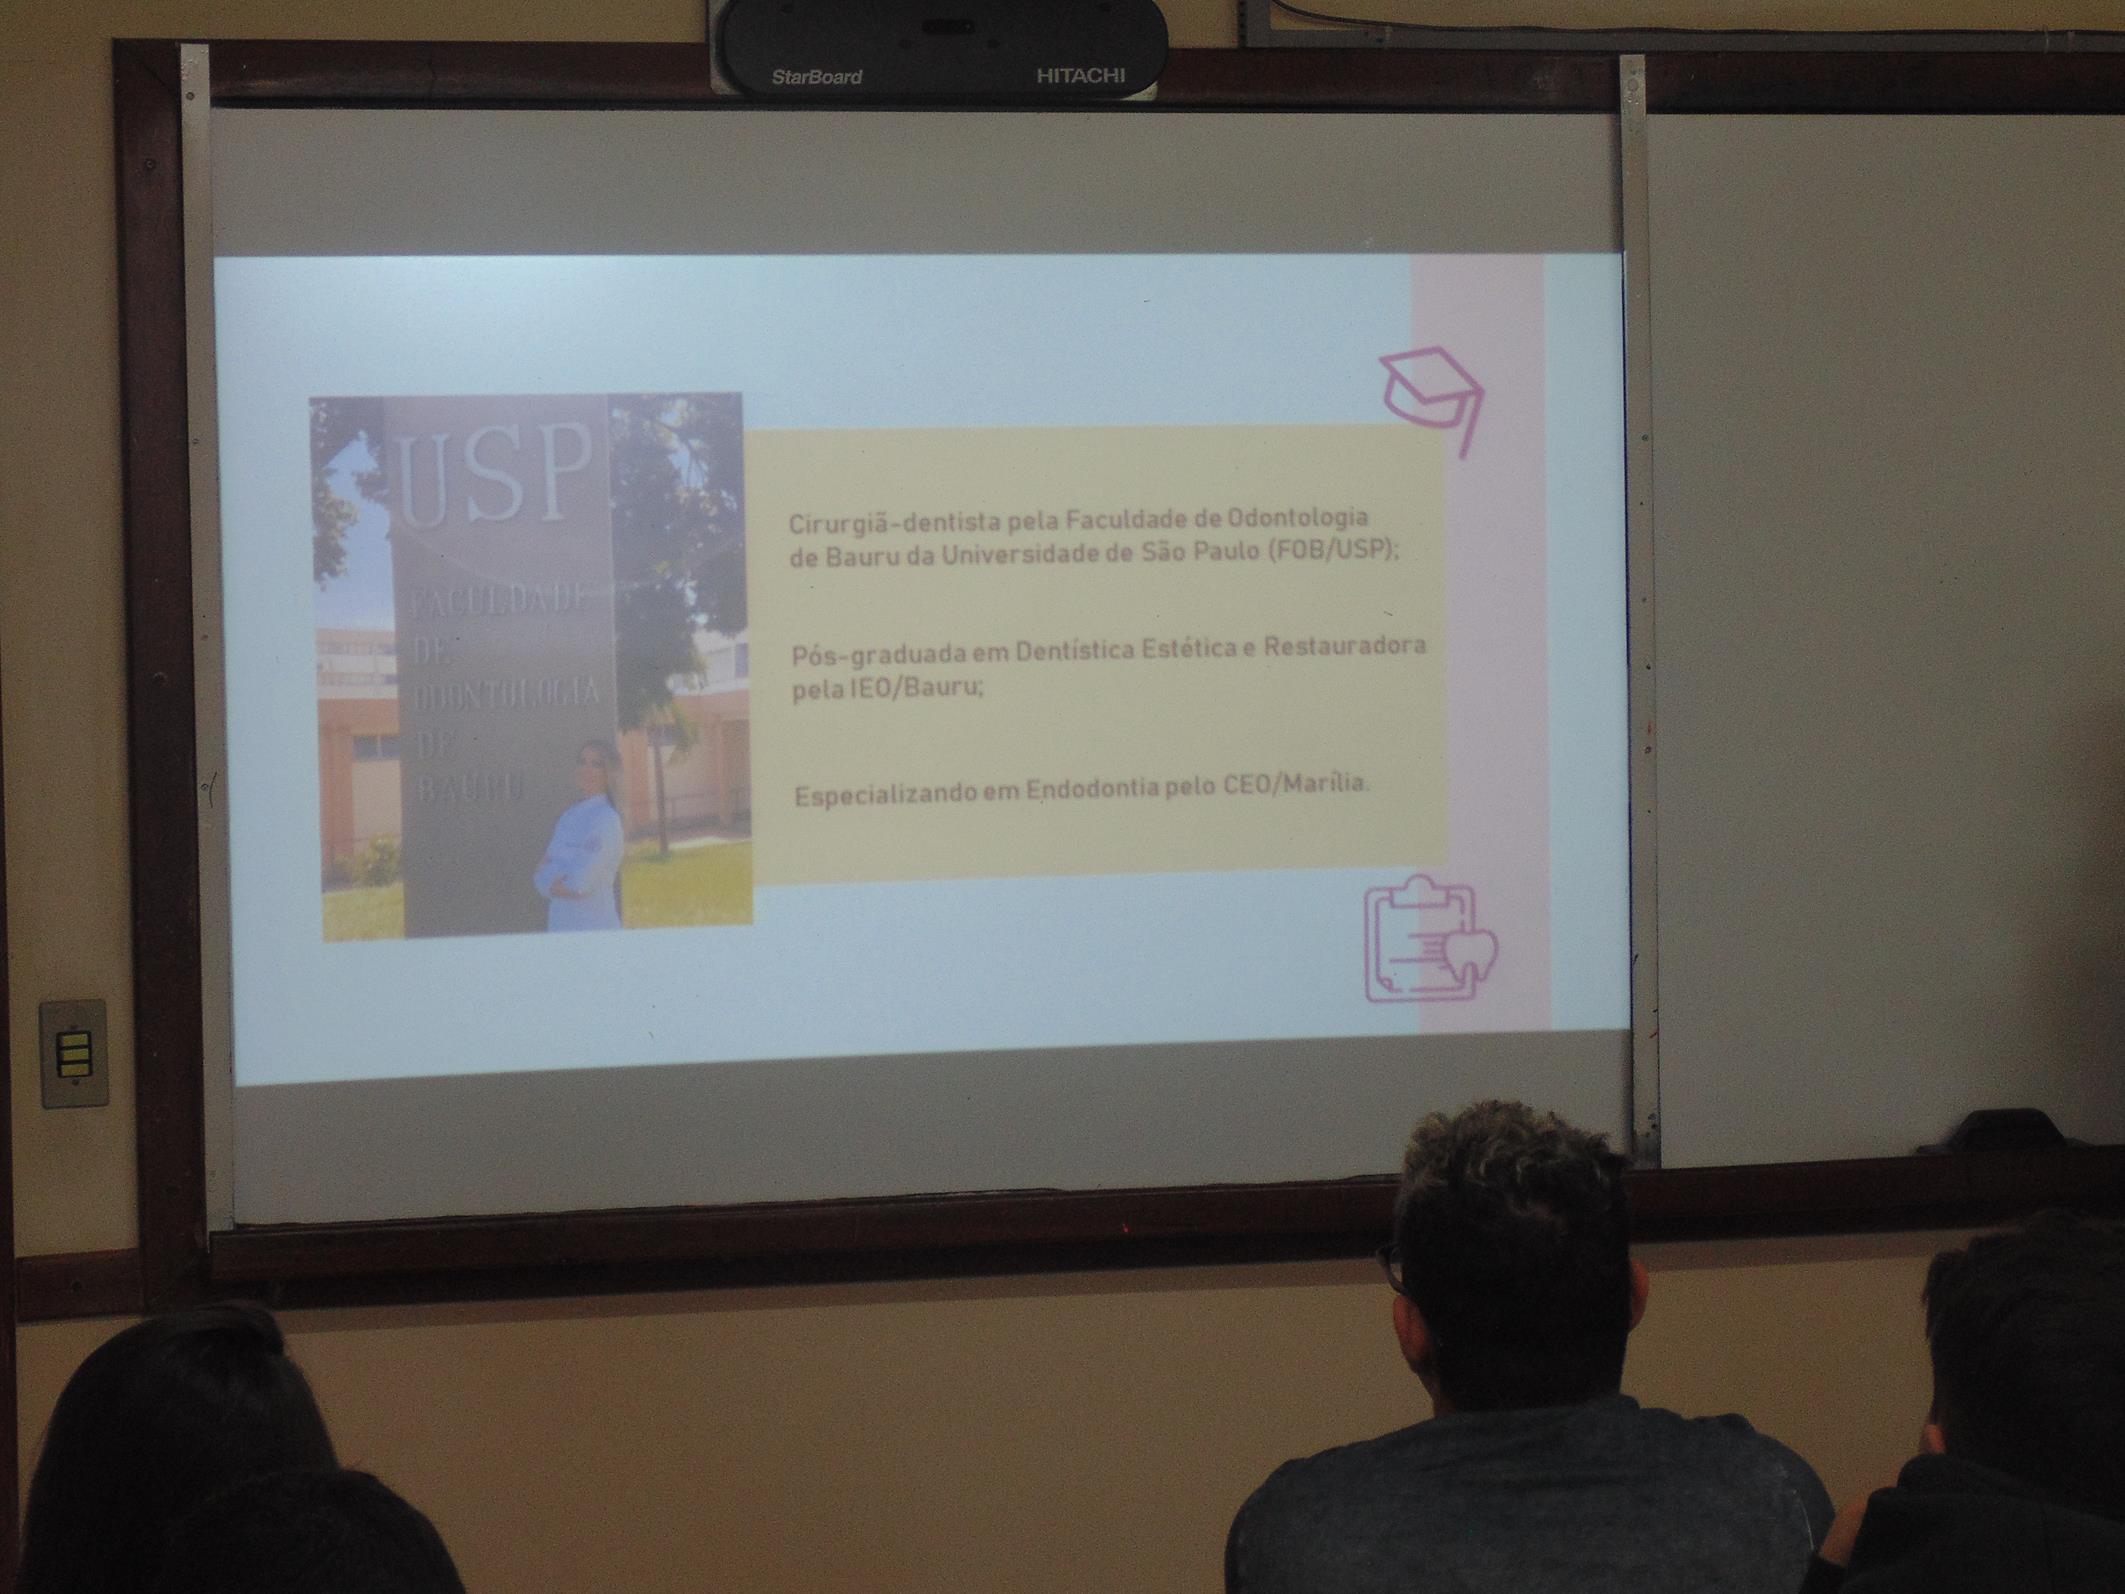 StarBoard HITACHI
USP
FACULDADE
DE
ODONTOLOGIA
DE
BAURU
Cirurgiã-dentista pela Faculdade de Odontologia
de Bauru da Universidade de São Paulo (FOB/USP);
Pós-graduada em Dentística Estética e Restauradora
pela IEO/Bauru;
Especializando em Endodontia pelo CEO/Marília.